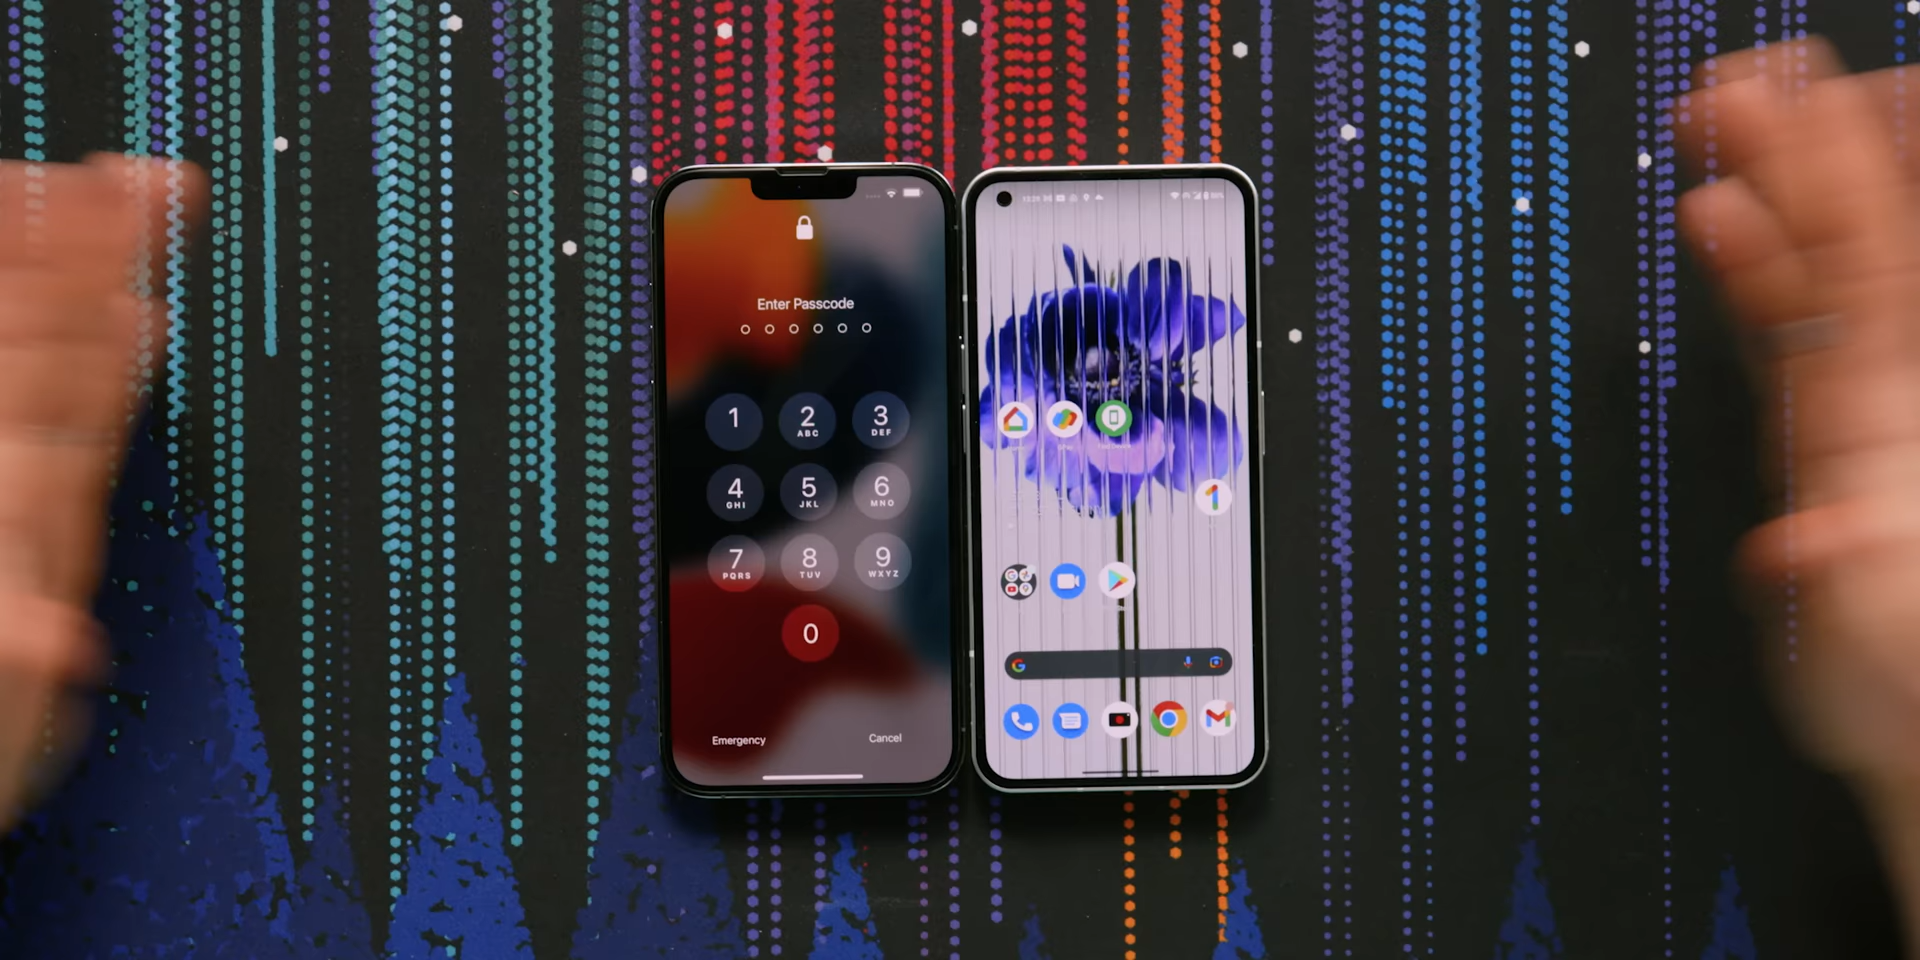 Enter Passcode
1
2
ABC
3
DEF
4
GHI
5
JKL
6
MNO
7
PQRS
8
TUV
9
WXYZ
0
Emergency
Cancel